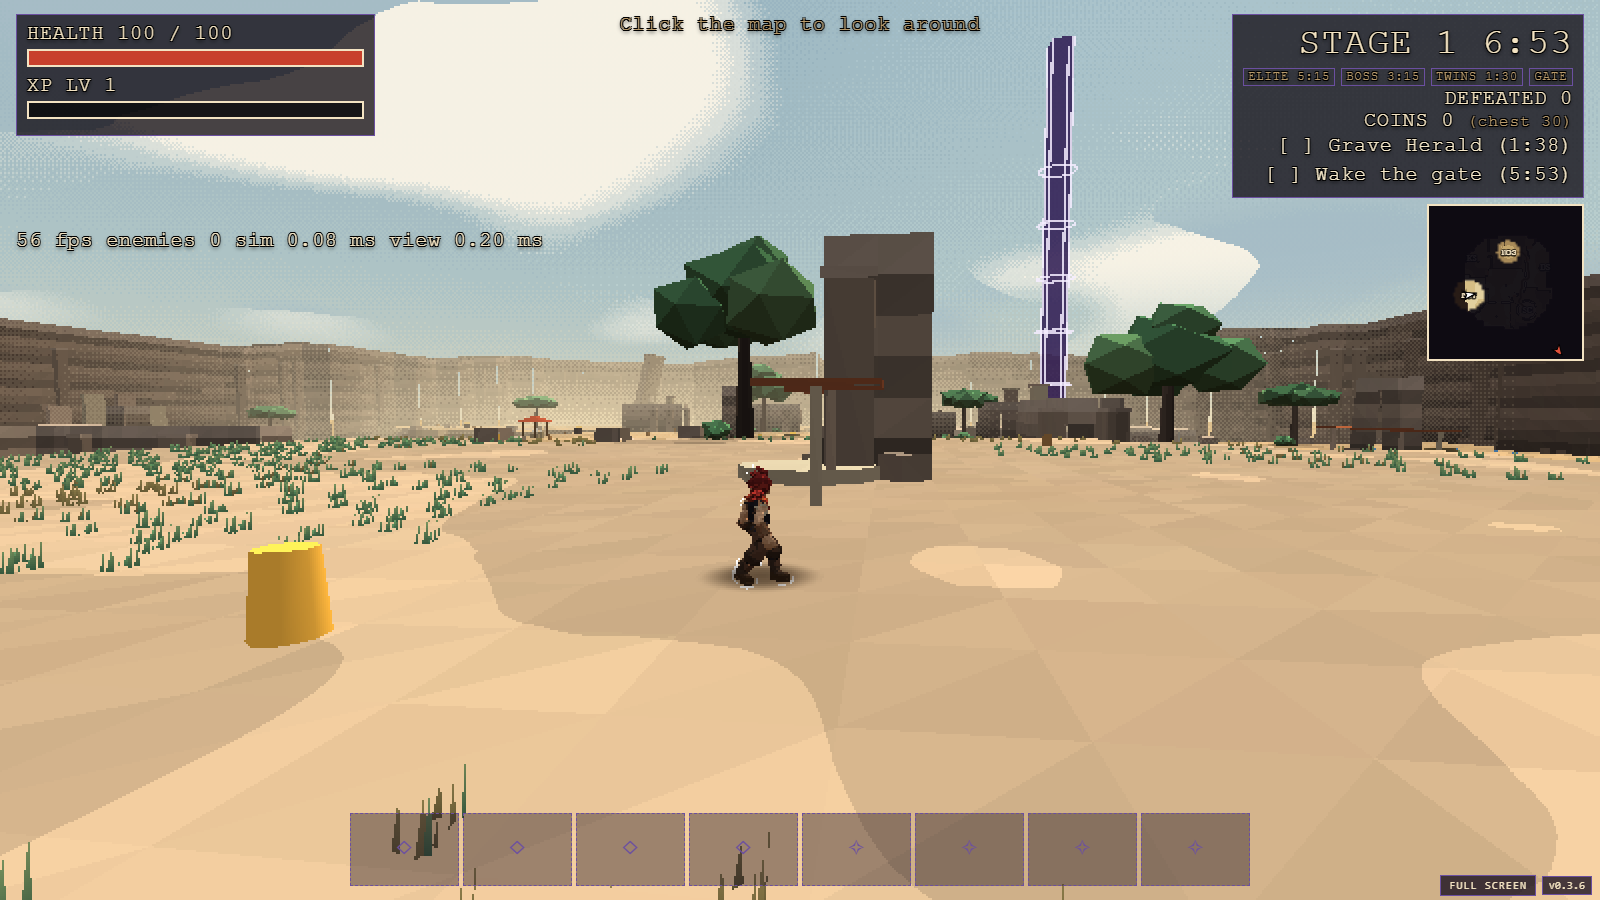 HEALTH 100 / 100
XP LV 1
Click the map to look around
STAGE 1 6:53
ELITE 5:15 BOSS 3:15 TWINS 1:30 GATE
DEFEATED 0
COINS 0 (chest 30)
[ ] Grave Herald (1:38)
[ ] Wake the gate (5:53)
56 fps enemies 0 sim 0.08 ms view 0.20 ms
FULL SCREEN v0.3.6